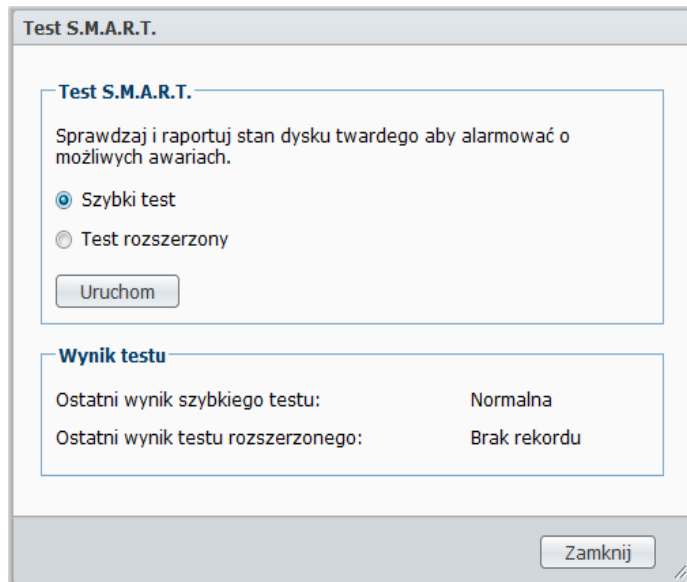 Test S.M.A.R.T.
Test S.M.A.R.T.
Sprawdzaj i raportuj stan dysku twardego aby alarmować o
możliwych awariach.
Szybki test
Test rozszerzony
Uruchom
Wynik testu
Ostatni wynik szybkiego testu: Normalna
Ostatni wynik testu rozszerzonego: Brak rekordu
Zamknij